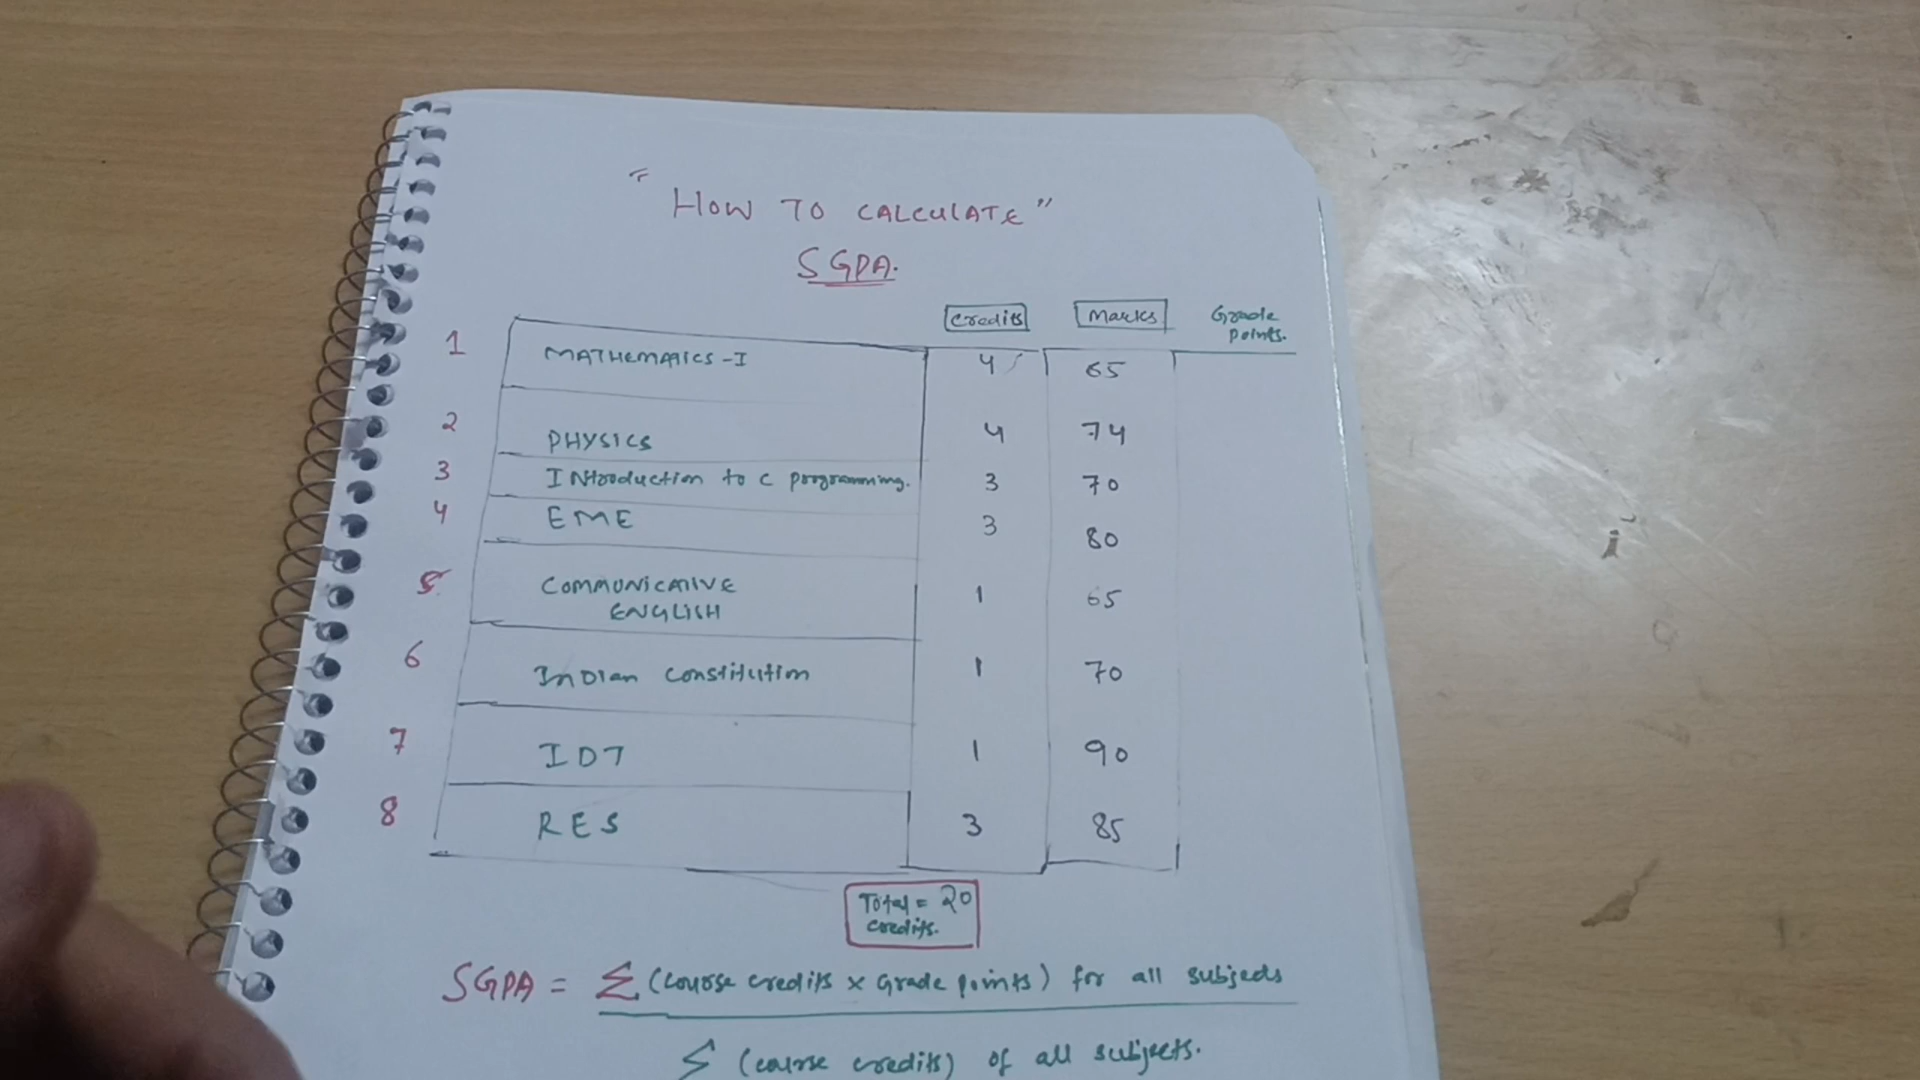 "HOW TO CALCULATE"
SGPA.
Credits Marks Grade Points.
1 MATHEMATICS-I 4 65
2 PHYSICS 4 74
3 INtroduction to C programming. 3 70
4 EME 3 80
5 COMMUNICATIVE ENGLISH 1 65
6 Indian Constitution 1 70
7 IDT 1 90
8 RES 3 85
Total = 20
credits.
SGPA = Σ (course credits x Grade points) for all subjects
Σ (course credits) of all subjects.